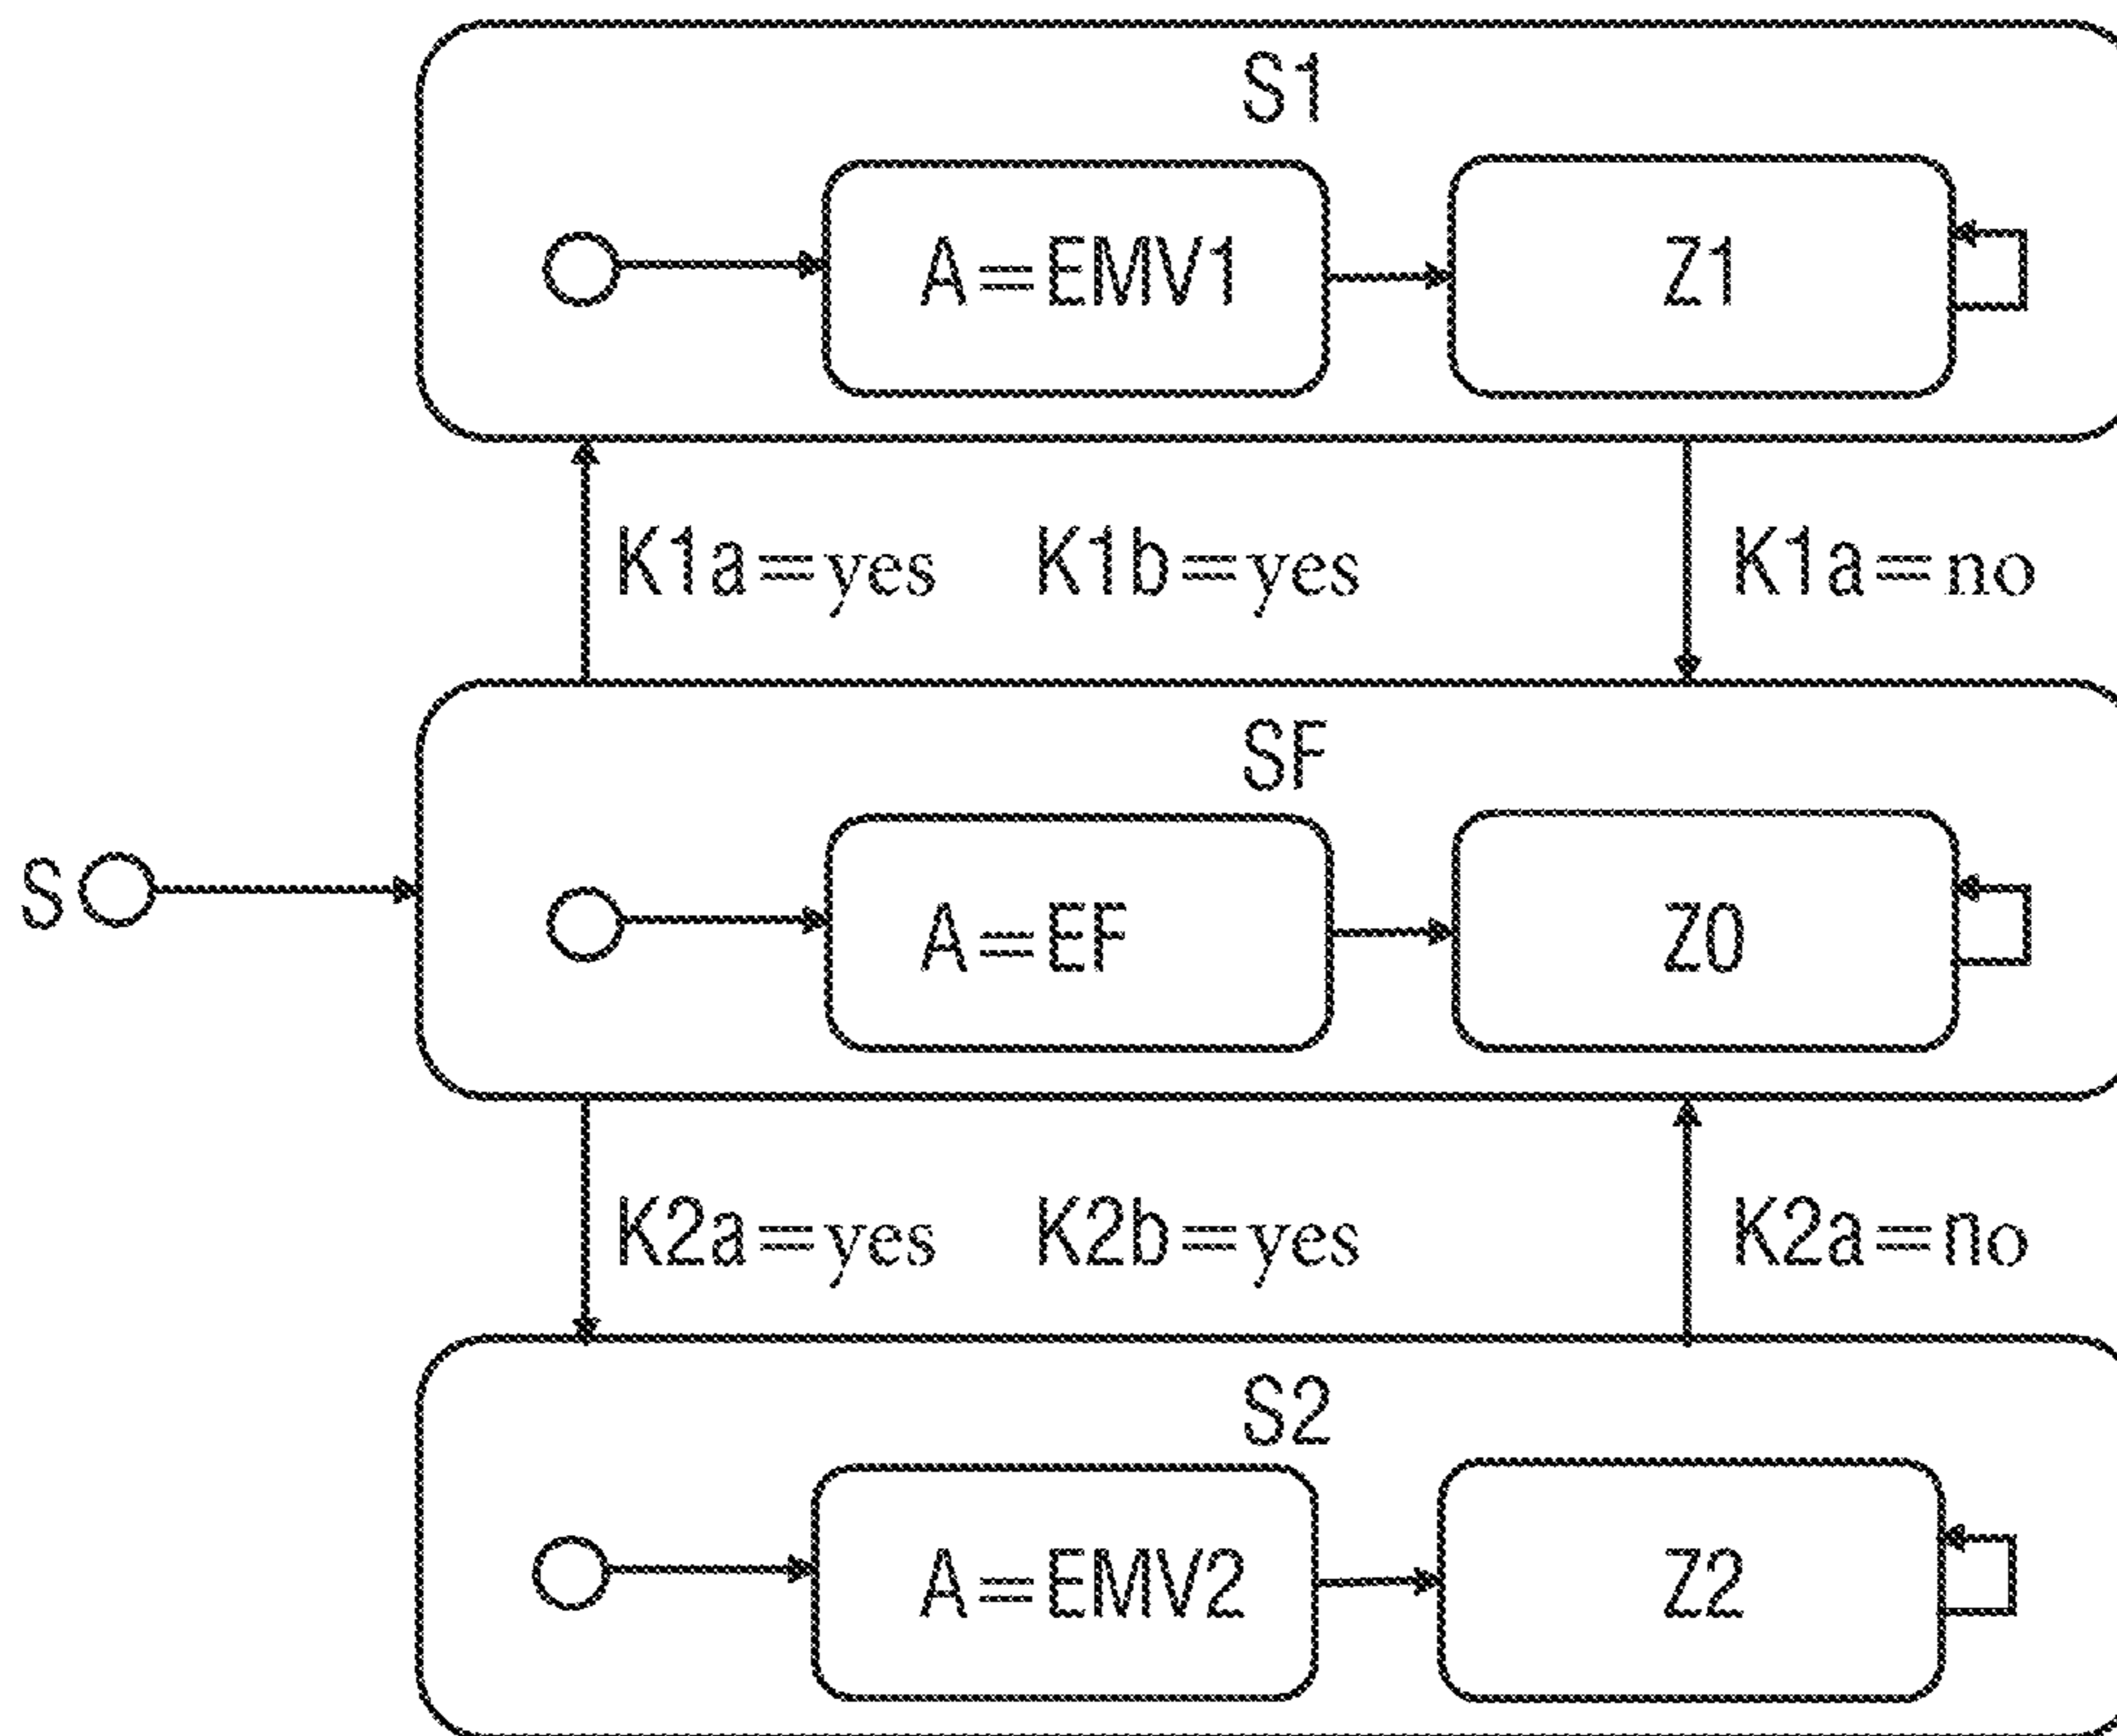 S1
A=EMV1 Z1
K1a=yes K1b=yes K1a=no
SF
S A=EF Z0
K2a=yes K2b=yes K2a=no
S2
A=EMV2 Z2